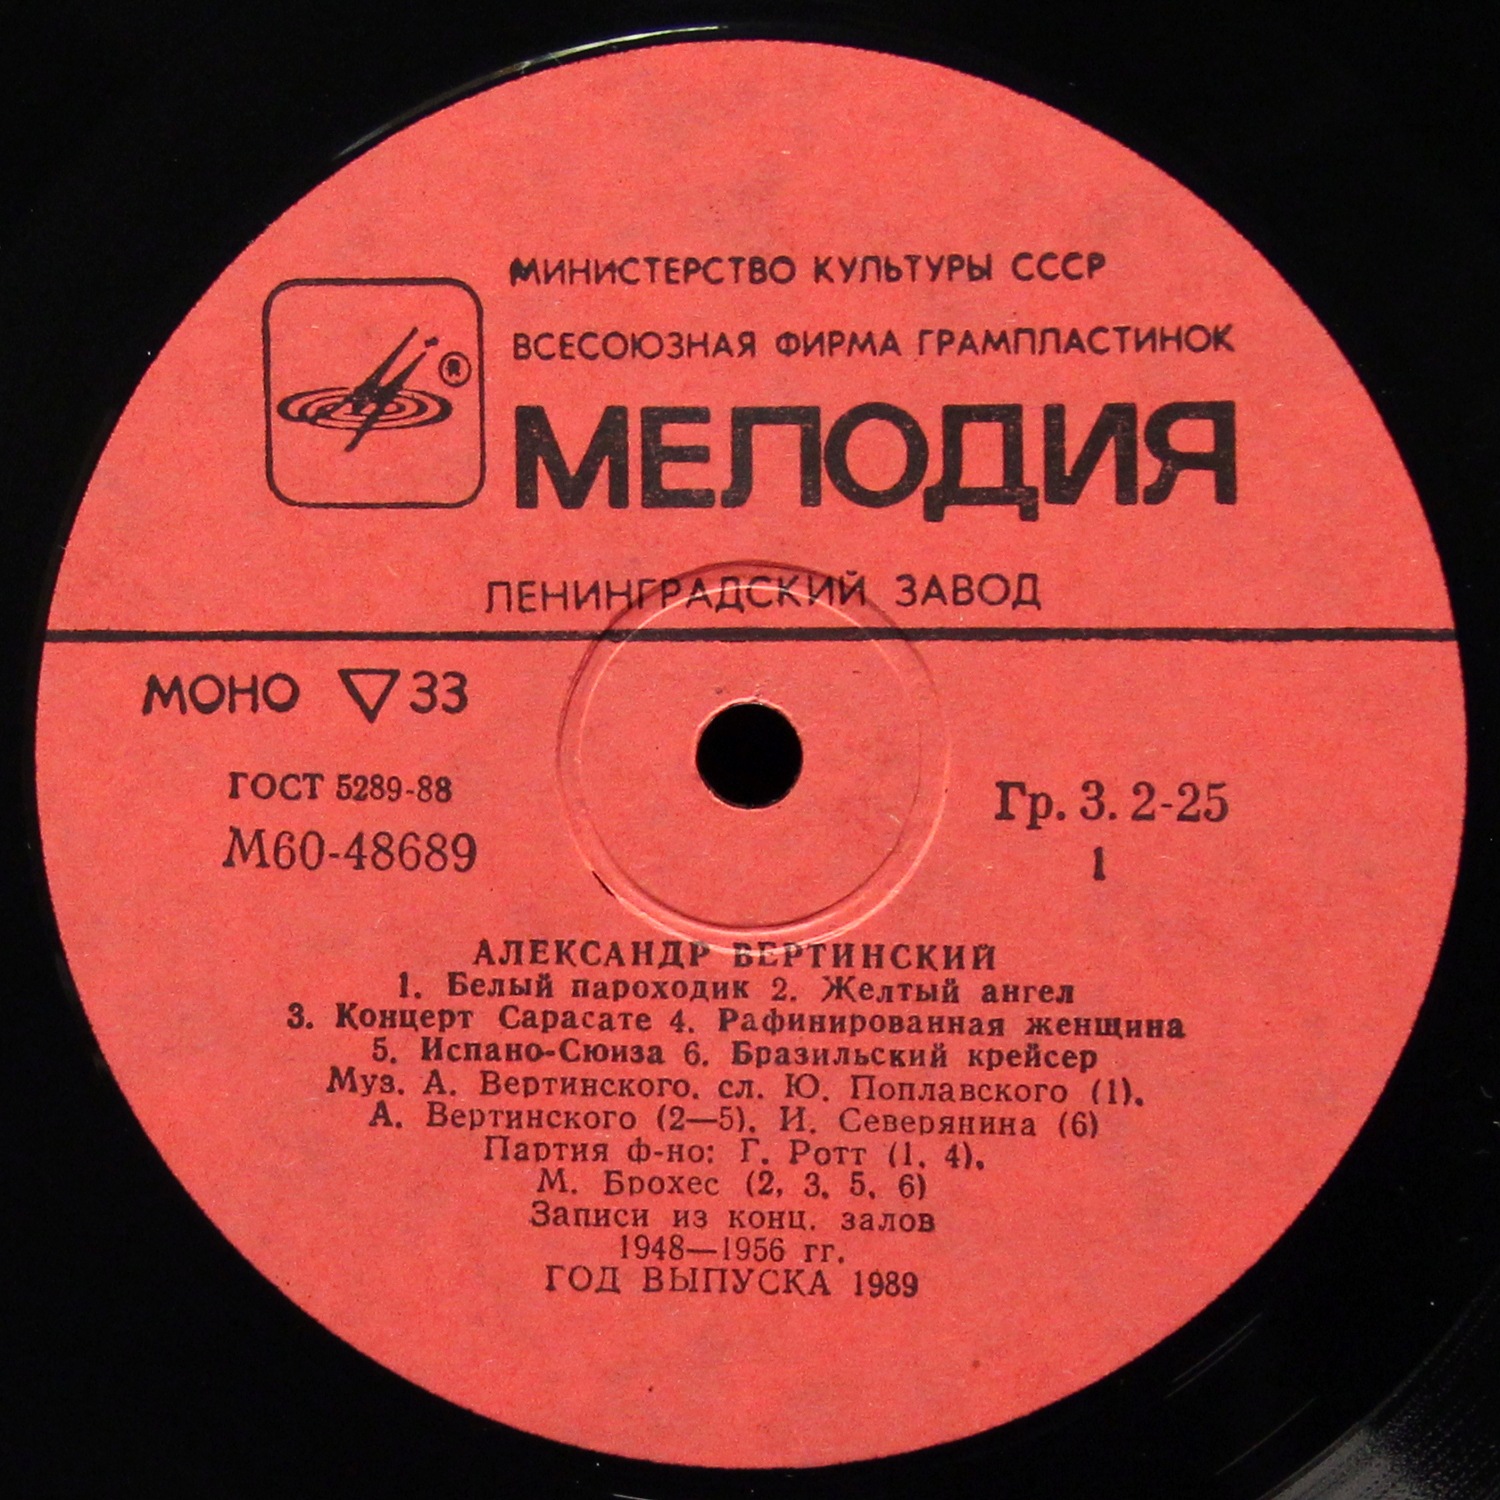 МИНИСТЕРСТВО КУЛЬТУРЫ СССР
ВСЕСОЮЗНАЯ ФИРМА ГРАМПЛАСТИНОК
®
МЕЛОДИЯ
ЛЕНИНГРАДСКИЙ ЗАВОД
МОНО ▽33
ГОСТ 5289-88
М60-48689
Гр. 3. 2-25
1
АЛЕКСАНДР ВЕРТИНСКИЙ
1. Белый пароходик 2. Желтый ангел
3. Концерт Сарасате 4. Рафинированная женщина
5. Испано-Сюиза 6. Бразильский крейсер
Муз. А. Вертинского, сл. Ю. Поплавского (1),
А. Вертинского (2—5), И. Северянина (6)
Партия ф-но: Г. Ротт (1, 4),
М. Брохес (2, 3, 5, 6)
Записи из конц. залов
1948—1956 гг.
ГОД ВЫПУСКА 1989